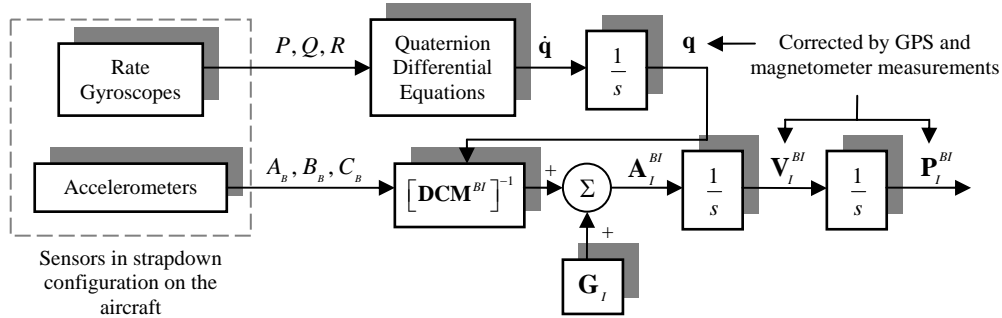 Rate
Gyroscopes
P, Q, R
Quaternion
Differential
Equations
q̇
1
s
q
Corrected by GPS and
magnetometer measurements
Accelerometers
A_B, B_B, C_B
[DCM^{BI}]^{-1}
+
Σ
+
G_I
A_I^{BI}
1
s
V_I^{BI}
1
s
P_I^{BI}
Sensors in strapdown
configuration on the
aircraft